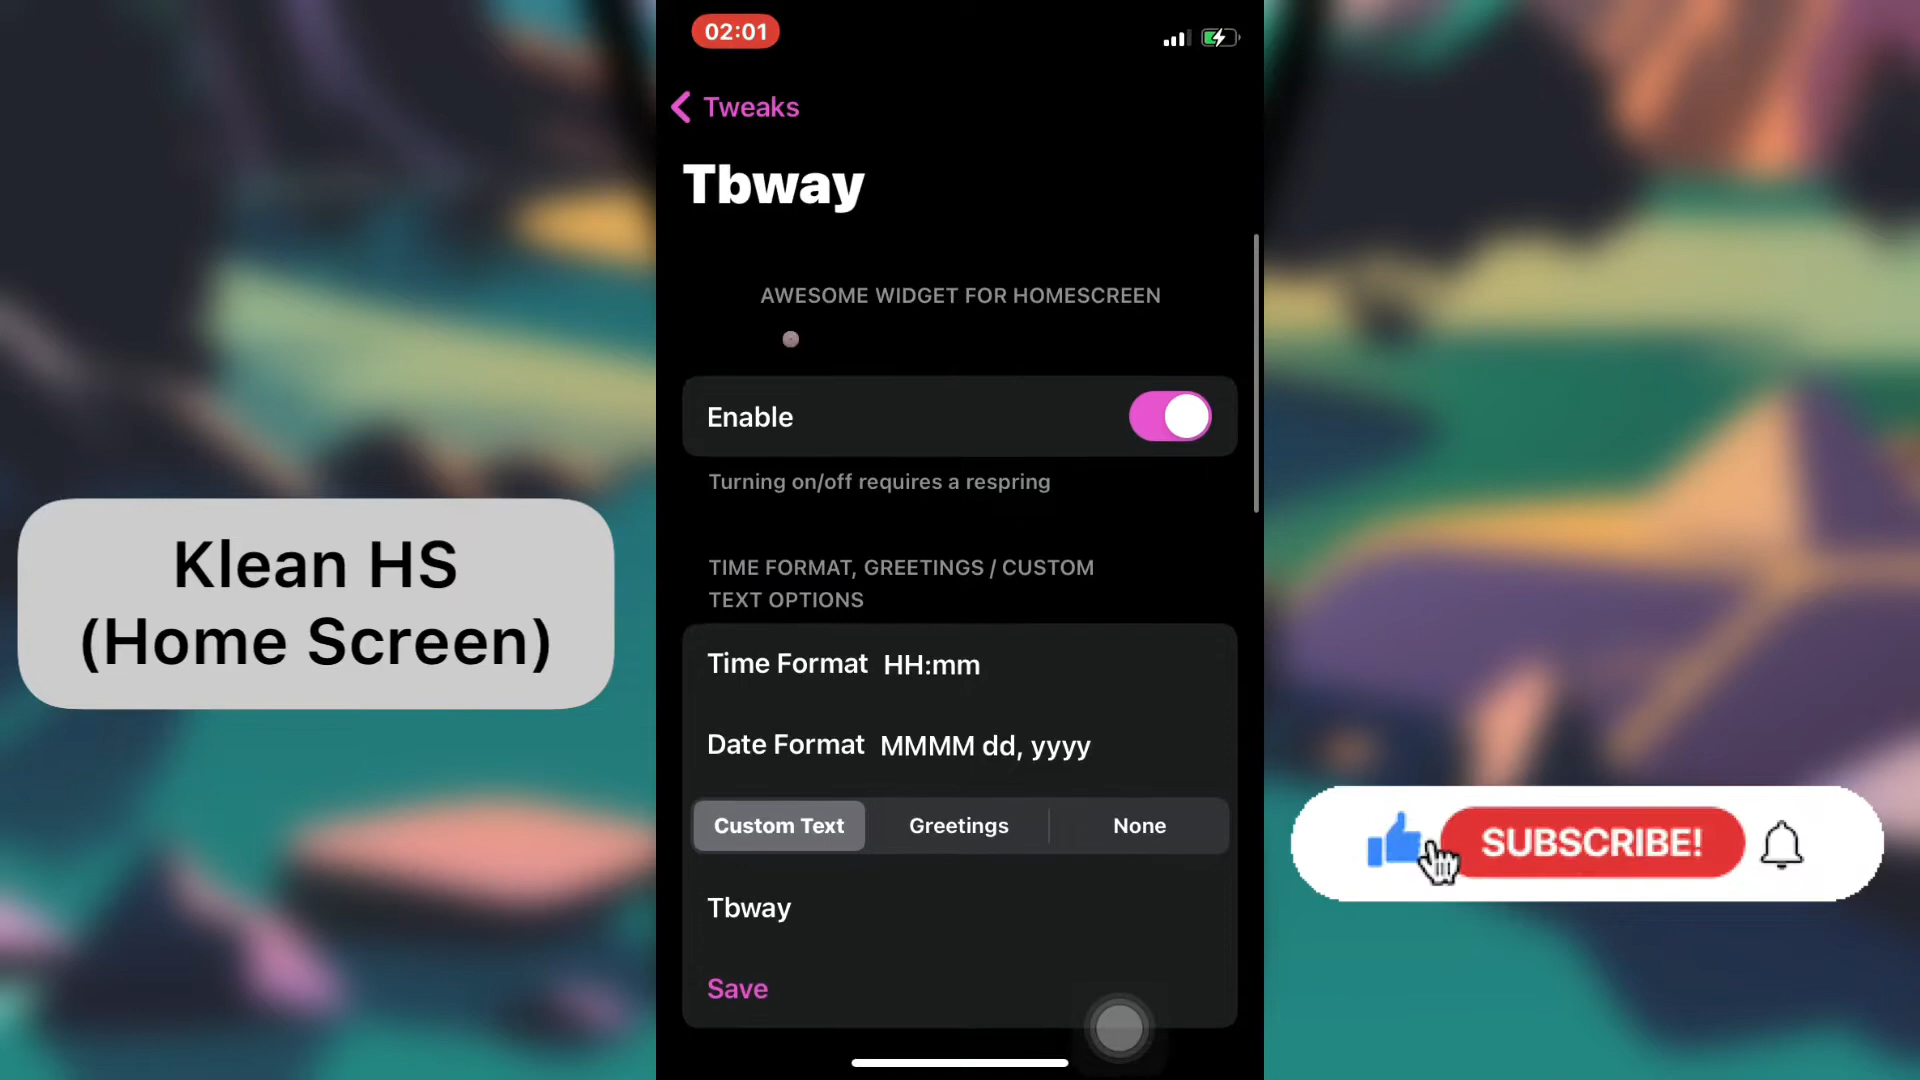 02:01
Tweaks
Tbway
AWESOME WIDGET FOR HOMESCREEN
Enable
Turning on/off requires a respring
TIME FORMAT, GREETINGS / CUSTOM
TEXT OPTIONS
Time Format HH:mm
Date Format MMMM dd, yyyy
Custom Text Greetings None
Tbway
Save
Klean HS
(Home Screen)
SUBSCRIBE!